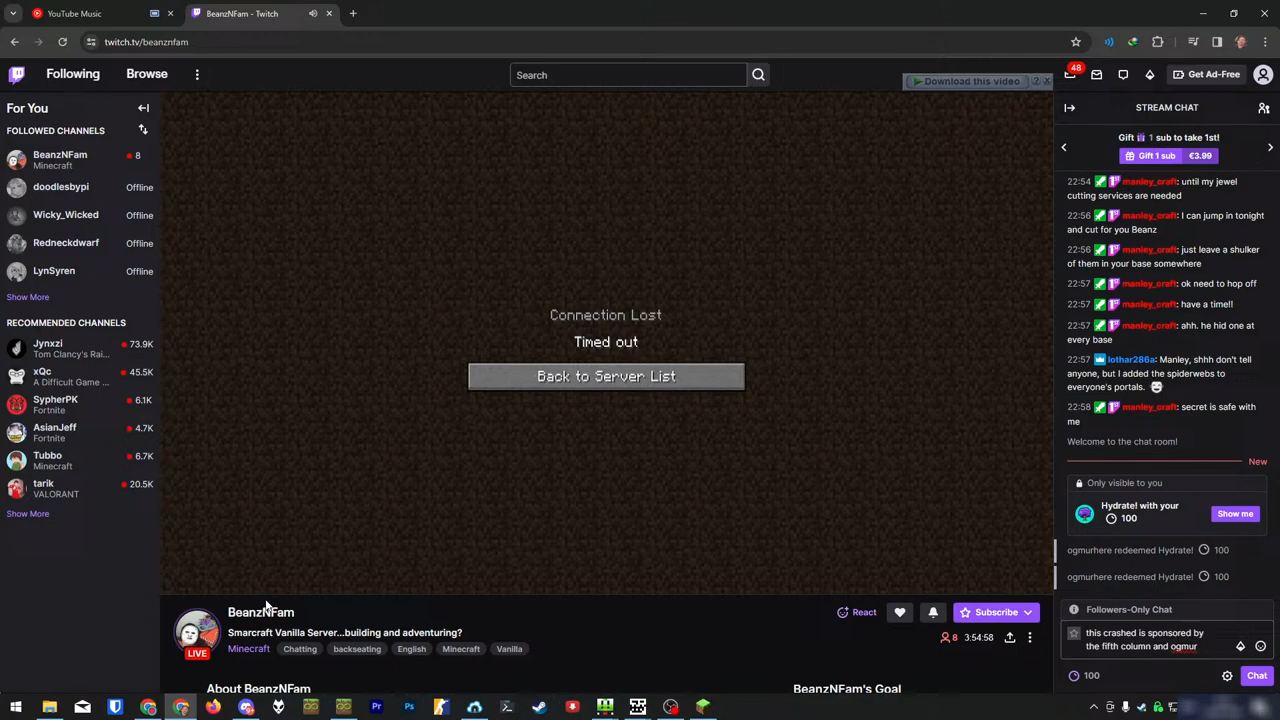 YouTube Music
BeanzNFam - Twitch
twitch.tv/beanznfam
Following
Browse
Search
Download this video
?
48
Get Ad-Free
For You
FOLLOWED CHANNELS
BeanzNFam
8
Minecraft
doodlesbypi
Offline
Wicky_Wicked
Offline
Redneckdwarf
Offline
LynSyren
Offline
Show More
RECOMMENDED CHANNELS
Jynxzi
73.9K
Tom Clancy's Rai...
xQc
45.5K
A Difficult Game ...
SypherPK
6.1K
Fortnite
AsianJeff
4.7K
Fortnite
Tubbo
6.7K
Minecraft
tarik
20.5K
VALORANT
Show More
Connection Lost
Timed out
Back to Server List
BeanzNFam
Smarcraft Vanilla Server...building and adventuring?
LIVE
Minecraft
Chatting
backseating
English
Minecraft
Vanilla
React
Subscribe
8
3:54:58
About BeanzNFam
BeanzNFam's Goal
STREAM CHAT
Gift 1 sub to take 1st!
Gift 1 sub
€3.99
22:54 manley_craft: until my jewel
cutting services are needed
22:56 manley_craft: I can jump in tonight
and cut for you Beanz
22:56 manley_craft: just leave a shulker
of them in your base somewhere
22:57 manley_craft: ok need to hop off
22:57 manley_craft: have a time!!
22:57 manley_craft: ahh. he hid one at
every base
22:57 lothar286a: Manley, shhh don't tell
anyone, but I added the spiderwebs to
everyone's portals.
22:58 manley_craft: secret is safe with
me
Welcome to the chat room!
New
Only visible to you
Hydrate! with your
100
Show me
ogmurhere redeemed Hydrate! 100
ogmurhere redeemed Hydrate! 100
Followers-Only Chat
this crashed is sponsored by
the fifth column and ogmur
100
Chat
Pr
Ps